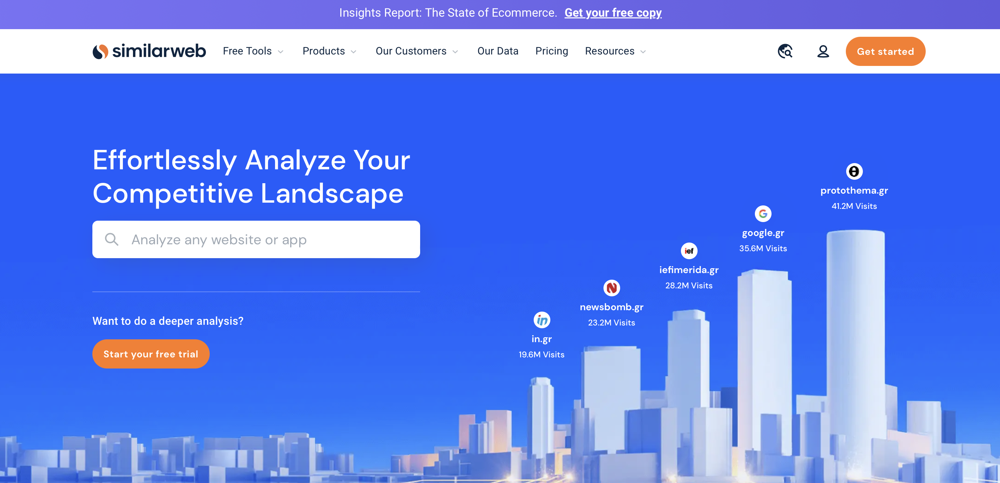 Insights Report: The State of Ecommerce. Get your free copy
similarweb Free Tools Products Our Customers Our Data Pricing Resources Get started
Effortlessly Analyze Your
Competitive Landscape
Analyze any website or app
Want to do a deeper analysis?
Start your free trial
in
in.gr
19.6M Visits
N
newsbomb.gr
23.2M Visits
ief
iefimerida.gr
28.2M Visits
G
google.gr
35.6M Visits
protothema.gr
41.2M Visits